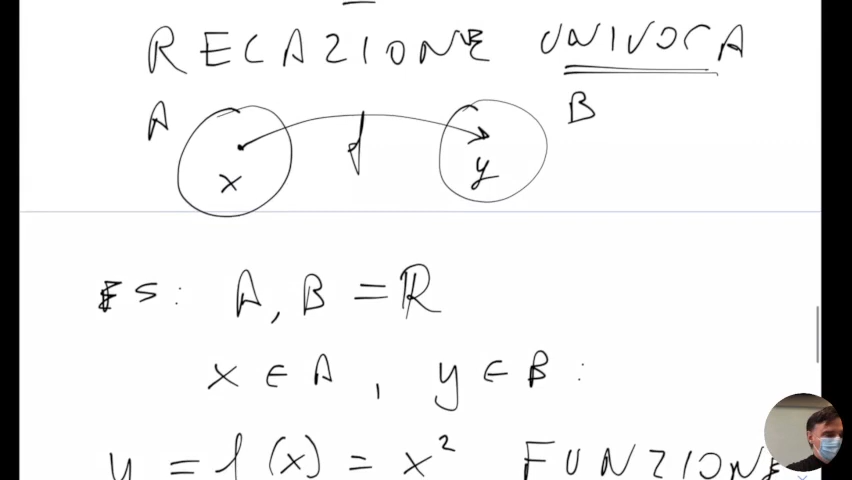 RELAZIONE UNIVOCA
A f B
x y
ES: A, B = ℝ
x ∈ A, y ∈ B:
y = f(x) = x² FUNZIONE